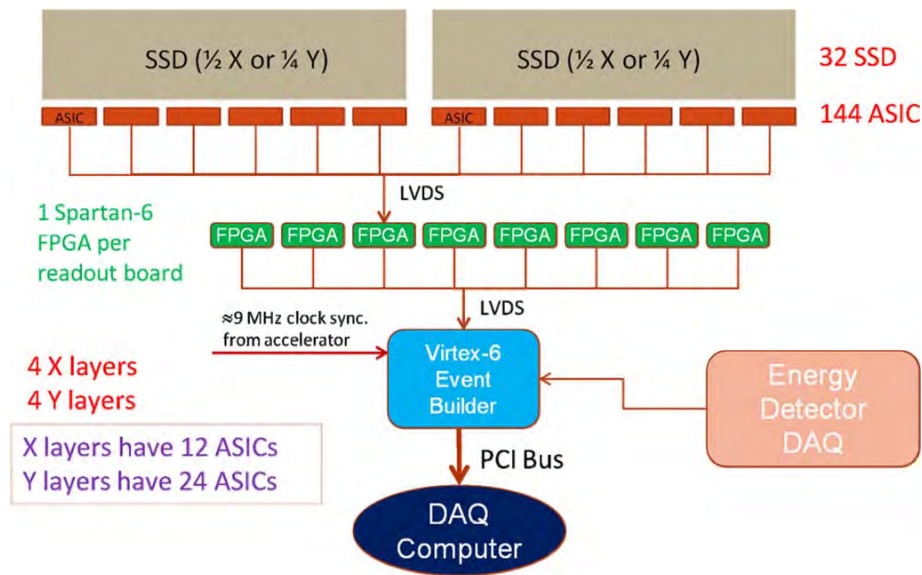 SSD (½ X or ¼ Y)
SSD (½ X or ¼ Y)
32 SSD
ASIC
ASIC
144 ASIC
LVDS
1 Spartan-6
FPGA per
readout board
FPGA
FPGA
FPGA
FPGA
FPGA
FPGA
FPGA
FPGA
LVDS
≈9 MHz clock sync.
from accelerator
Virtex-6
Event
Builder
4 X layers
4 Y layers
Energy
Detector
DAQ
X layers have 12 ASICs
Y layers have 24 ASICs
PCI Bus
DAQ
Computer